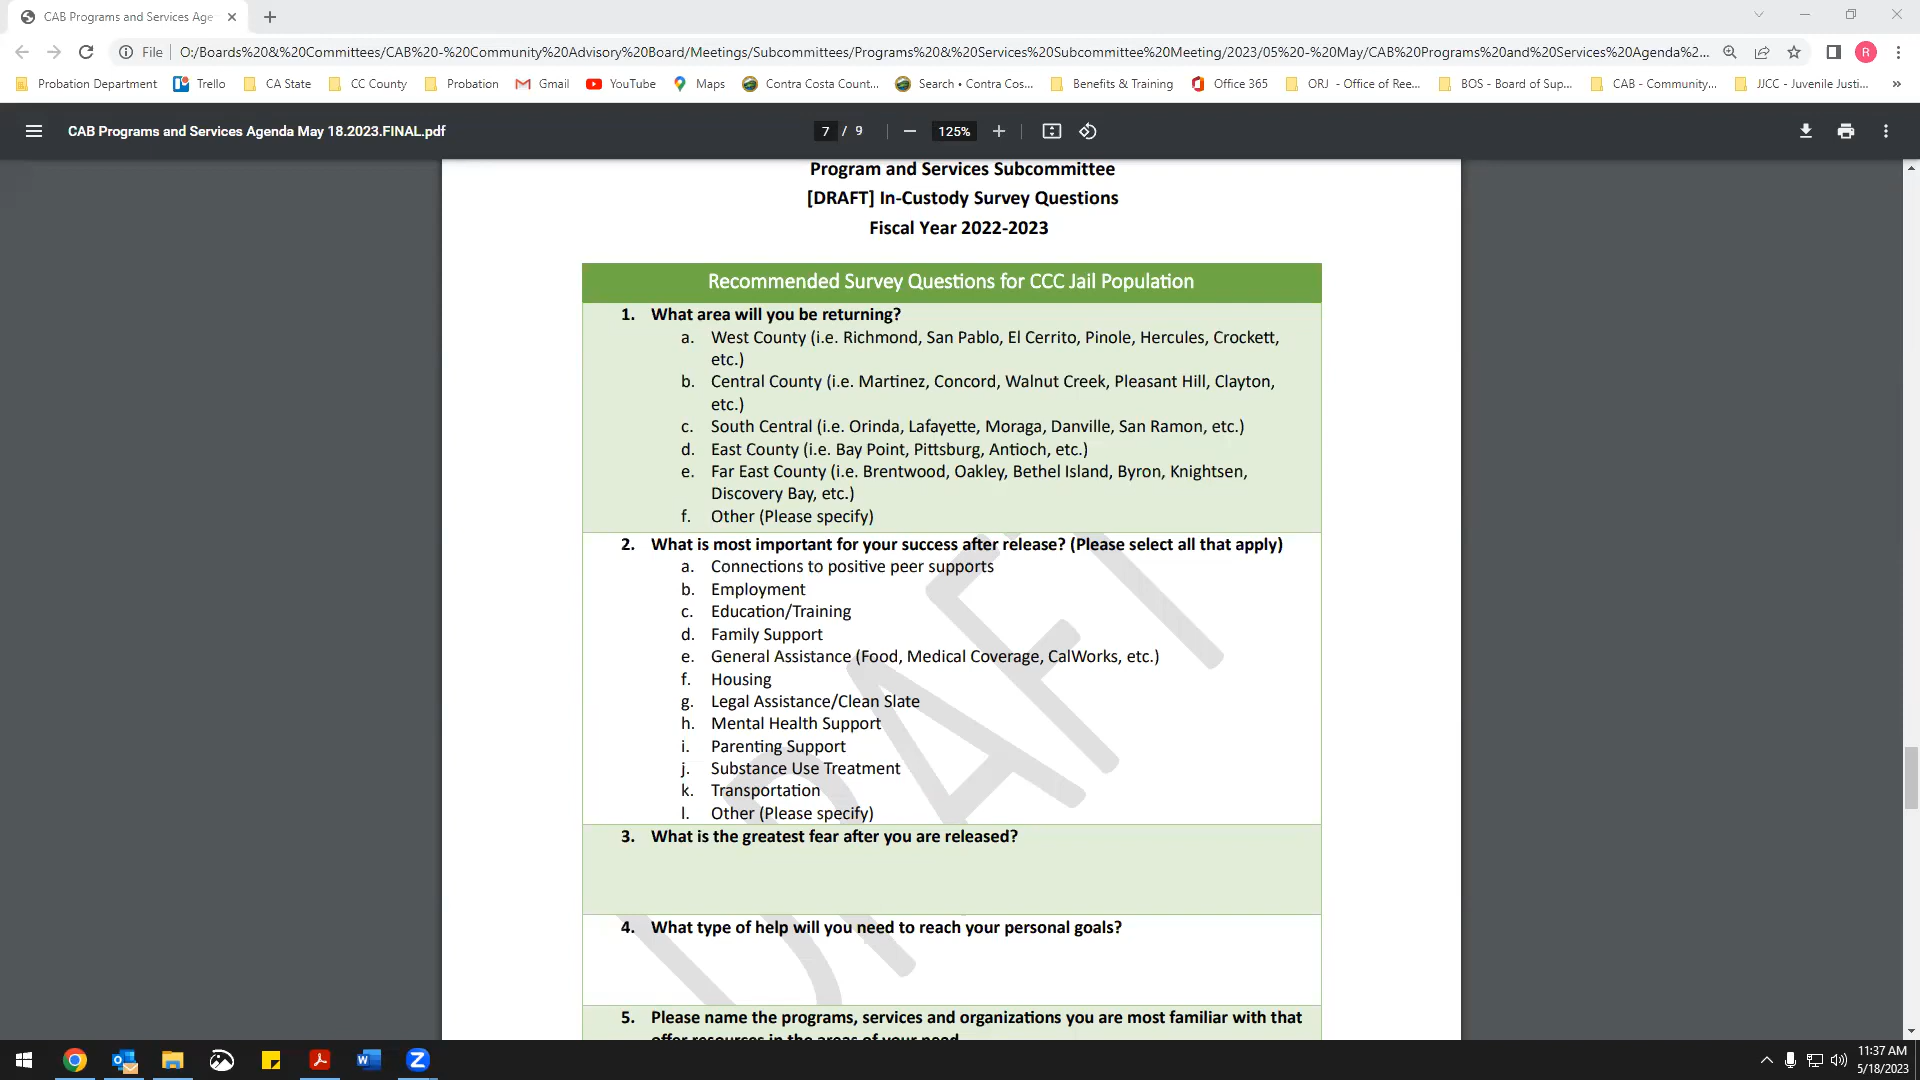 CAB Programs and Services Age
File
O:/Boards%20&%20Committees/CAB%20-%20Community%20Advisory%20Board/Meetings/Subcommittees/Programs%20&%20Services%20Subcommittee%20Meeting/2023/05%20-%20May/CAB%20Programs%20and%20Services%20Agenda%2...
R
Probation Department
Trello
CA State
CC County
Probation
Gmail
YouTube
Maps
Contra Costa Count...
Search • Contra Cos...
Benefits & Training
Office 365
ORJ - Office of Ree...
BOS - Board of Sup...
CAB - Community...
JJCC - Juvenile Justi...
»
CAB Programs and Services Agenda May 18.2023.FINAL.pdf
7 / 9
125%
Program and Services Subcommittee
[DRAFT] In-Custody Survey Questions
Fiscal Year 2022-2023
Recommended Survey Questions for CCC Jail Population
1. What area will you be returning?
a. West County (i.e. Richmond, San Pablo, El Cerrito, Pinole, Hercules, Crockett,
etc.)
b. Central County (i.e. Martinez, Concord, Walnut Creek, Pleasant Hill, Clayton,
etc.)
c. South Central (i.e. Orinda, Lafayette, Moraga, Danville, San Ramon, etc.)
d. East County (i.e. Bay Point, Pittsburg, Antioch, etc.)
e. Far East County (i.e. Brentwood, Oakley, Bethel Island, Byron, Knightsen,
Discovery Bay, etc.)
f. Other (Please specify)
2. What is most important for your success after release? (Please select all that apply)
a. Connections to positive peer supports
b. Employment
c. Education/Training
d. Family Support
e. General Assistance (Food, Medical Coverage, CalWorks, etc.)
f. Housing
g. Legal Assistance/Clean Slate
h. Mental Health Support
i. Parenting Support
j. Substance Use Treatment
k. Transportation
l. Other (Please specify)
3. What is the greatest fear after you are released?
4. What type of help will you need to reach your personal goals?
5. Please name the programs, services and organizations you are most familiar with that
offer resources in the areas of your need
DRAFT
11:37 AM
5/18/2023